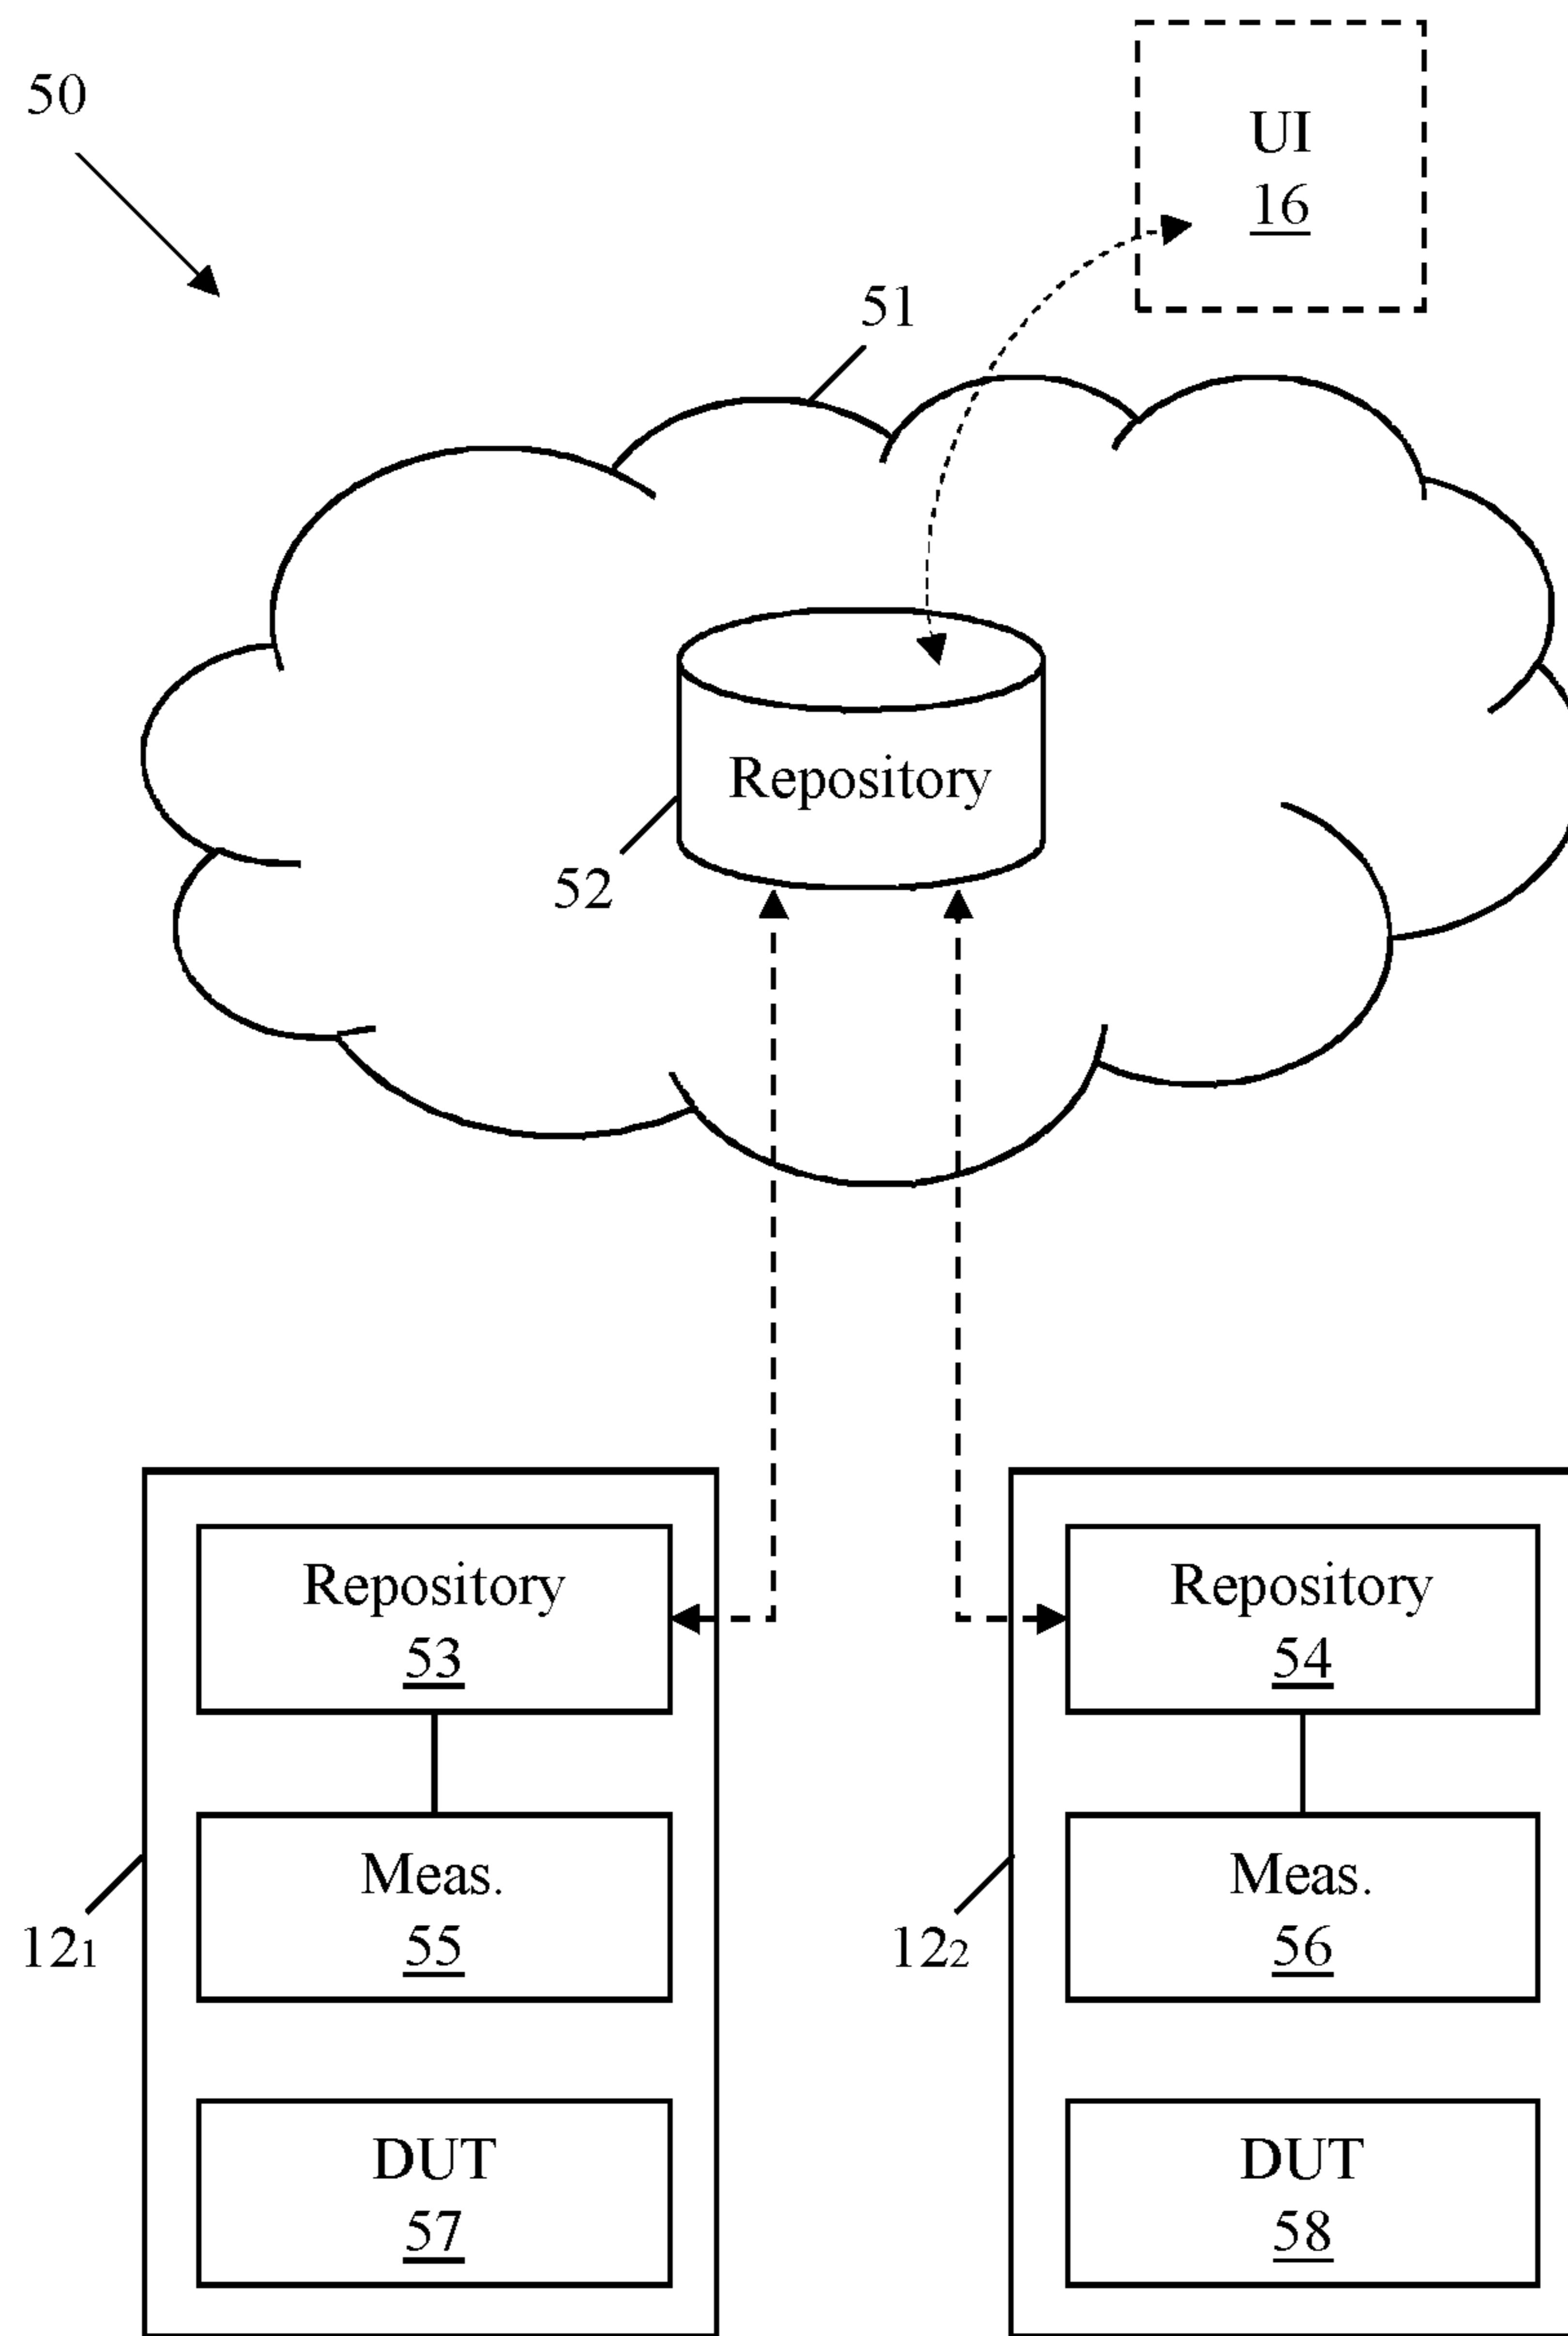 50
UI
16
51
Repository
52
Repository
53
Repository
54
Meas.
55
Meas.
56
12₁
12₂
DUT
57
DUT
58